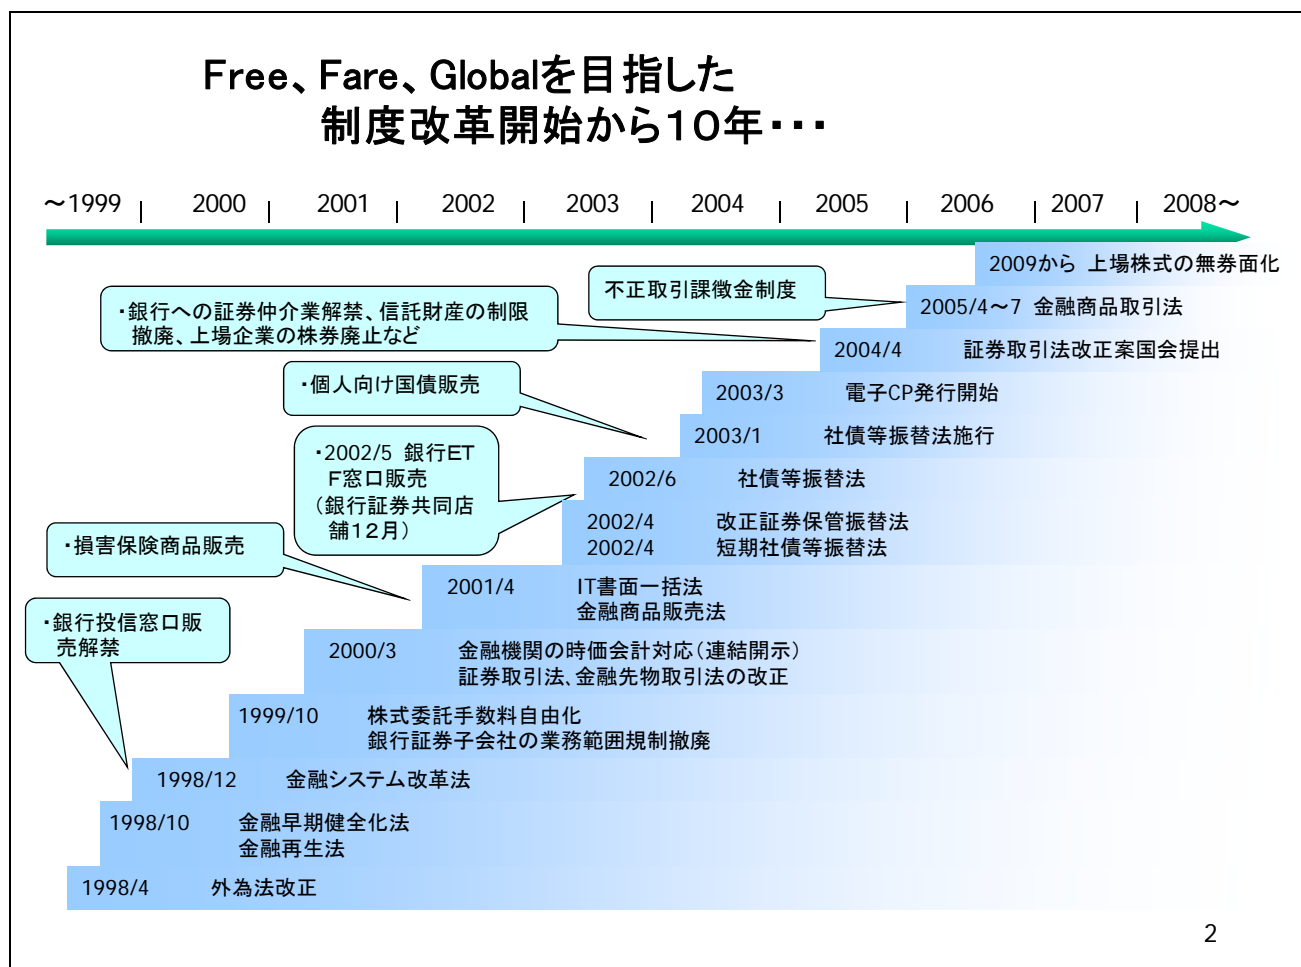 Free、Fare、Globalを目指した
制度改革開始から１０年・・・
～1999 | 2000 | 2001 | 2002 | 2003 | 2004 | 2005 | 2006 | 2007 | 2008～
2009から 上場株式の無券面化
不正取引課徴金制度
2005/4～7 金融商品取引法
・銀行への証券仲介業解禁、信託財産の制限
撤廃、上場企業の株券廃止など
2004/4 証券取引法改正案国会提出
・個人向け国債販売
2003/3 電子CP発行開始
2003/1 社債等振替法施行
・2002/5 銀行ＥＴ
Ｆ窓口販売
（銀行証券共同店
舗１２月）
2002/6 社債等振替法
2002/4 改正証券保管振替法
2002/4 短期社債等振替法
・損害保険商品販売
2001/4 IT書面一括法
金融商品販売法
・銀行投信窓口販
売解禁
2000/3 金融機関の時価会計対応（連結開示）
証券取引法、金融先物取引法の改正
1999/10 株式委託手数料自由化
銀行証券子会社の業務範囲規制撤廃
1998/12 金融システム改革法
1998/10 金融早期健全化法
金融再生法
1998/4 外為法改正
2